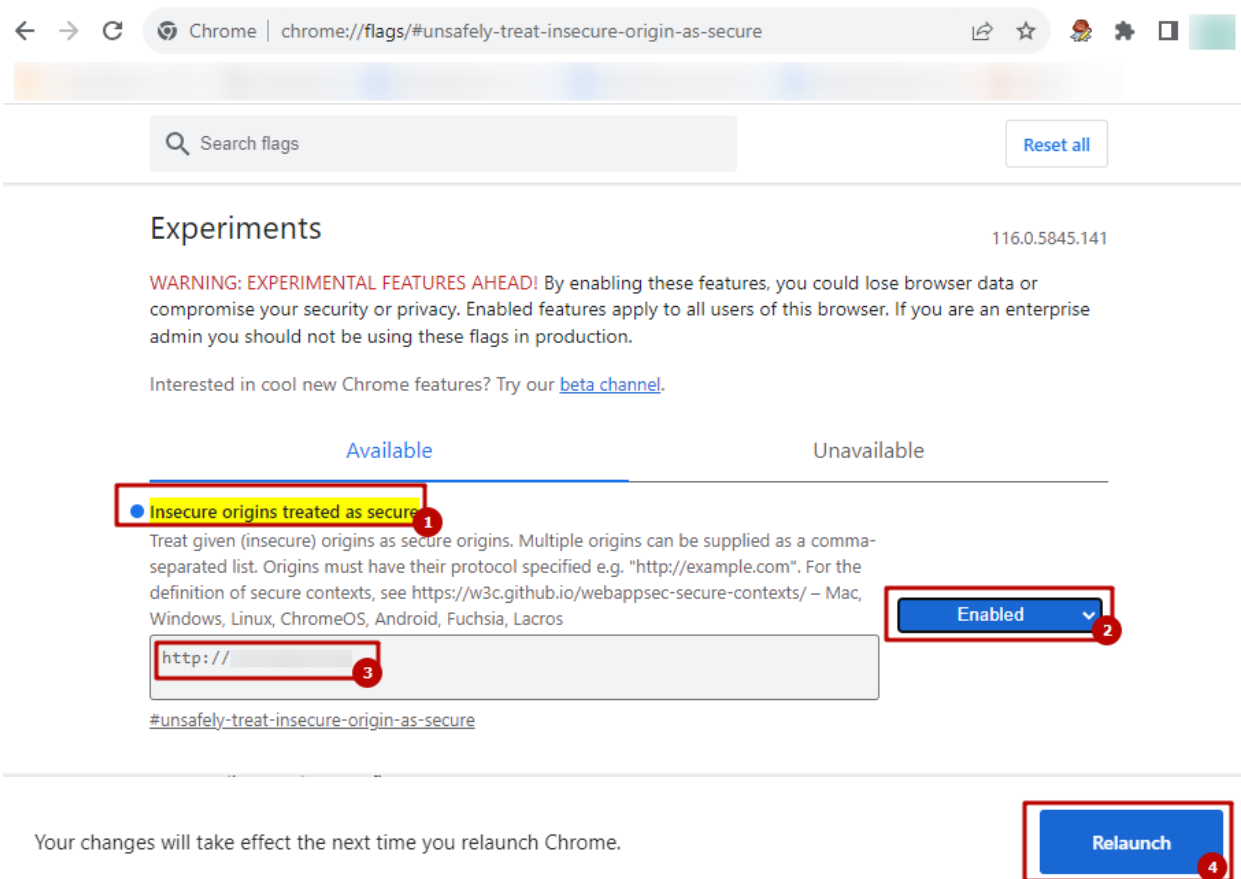 Chrome chrome://flags/#unsafely-treat-insecure-origin-as-secure
Search flags
Reset all
Experiments
116.0.5845.141
WARNING: EXPERIMENTAL FEATURES AHEAD! By enabling these features, you could lose browser data or
compromise your security or privacy. Enabled features apply to all users of this browser. If you are an enterprise
admin you should not be using these flags in production.
Interested in cool new Chrome features? Try our beta channel.
Available
Unavailable
Insecure origins treated as secure
1
Treat given (insecure) origins as secure origins. Multiple origins can be supplied as a comma-
separated list. Origins must have their protocol specified e.g. "http://example.com". For the
definition of secure contexts, see https://w3c.github.io/webappsec-secure-contexts/ – Mac,
Windows, Linux, ChromeOS, Android, Fuchsia, Lacros
Enabled
2
http://
3
#unsafely-treat-insecure-origin-as-secure
Your changes will take effect the next time you relaunch Chrome.
Relaunch
4